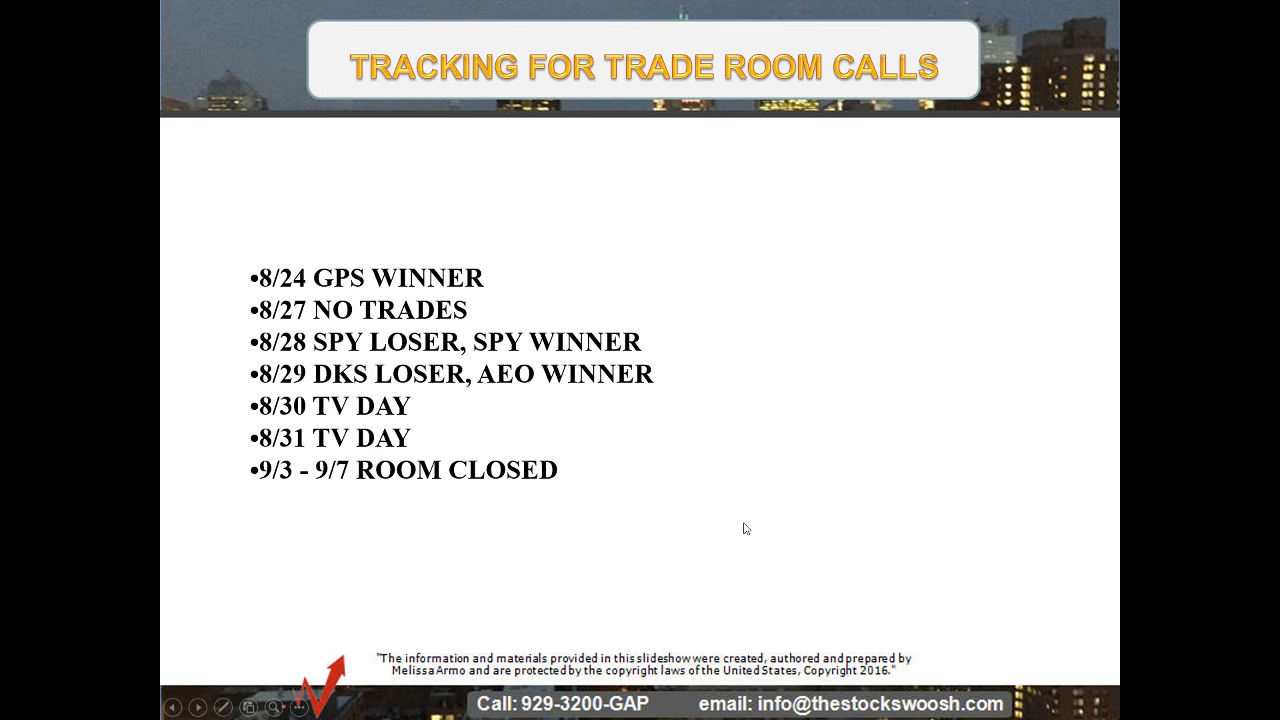 TRACKING FOR TRADE ROOM CALLS
•8/24 GPS WINNER
•8/27 NO TRADES
•8/28 SPY LOSER, SPY WINNER
•8/29 DKS LOSER, AEO WINNER
•8/30 TV DAY
•8/31 TV DAY
•9/3 - 9/7 ROOM CLOSED
"The information and materials provided in this slideshow were created, authored and prepared by
Melissa Armo and are protected by the copyright laws of the United States, Copyright 2016."
Call: 929-3200-GAP email: info@thestockswoosh.com